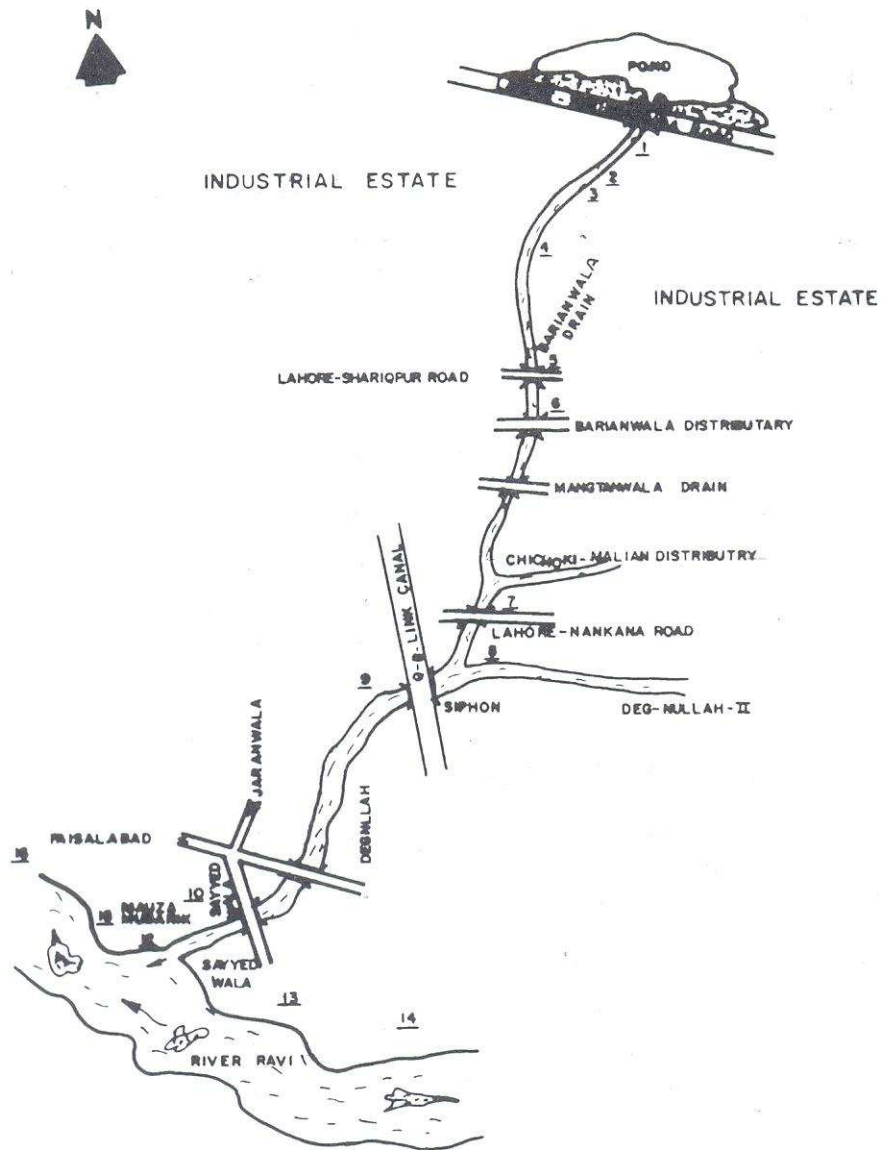 N
POND
1
2
3
INDUSTRIAL ESTATE
4
BARIANWALA
DRAIN
INDUSTRIAL ESTATE
5
LAHORE-SHARIQPUR ROAD
6
BARIANWALA DISTRIBUTARY
MANGTANWALA DRAIN
CHICHOKI-MALIAN DISTRIBUTRY
7
LAHORE-NANKANA ROAD
Q-B-LINK CANAL
8
SIPHON
DEG-NULLAH-II
JARANWALA
DEGNULLAH
FAISALABAD
10
SAYYED
WALA
MAUZA
MUBARIK
12
SAYYED
WALA
13
14
RIVER RAVI